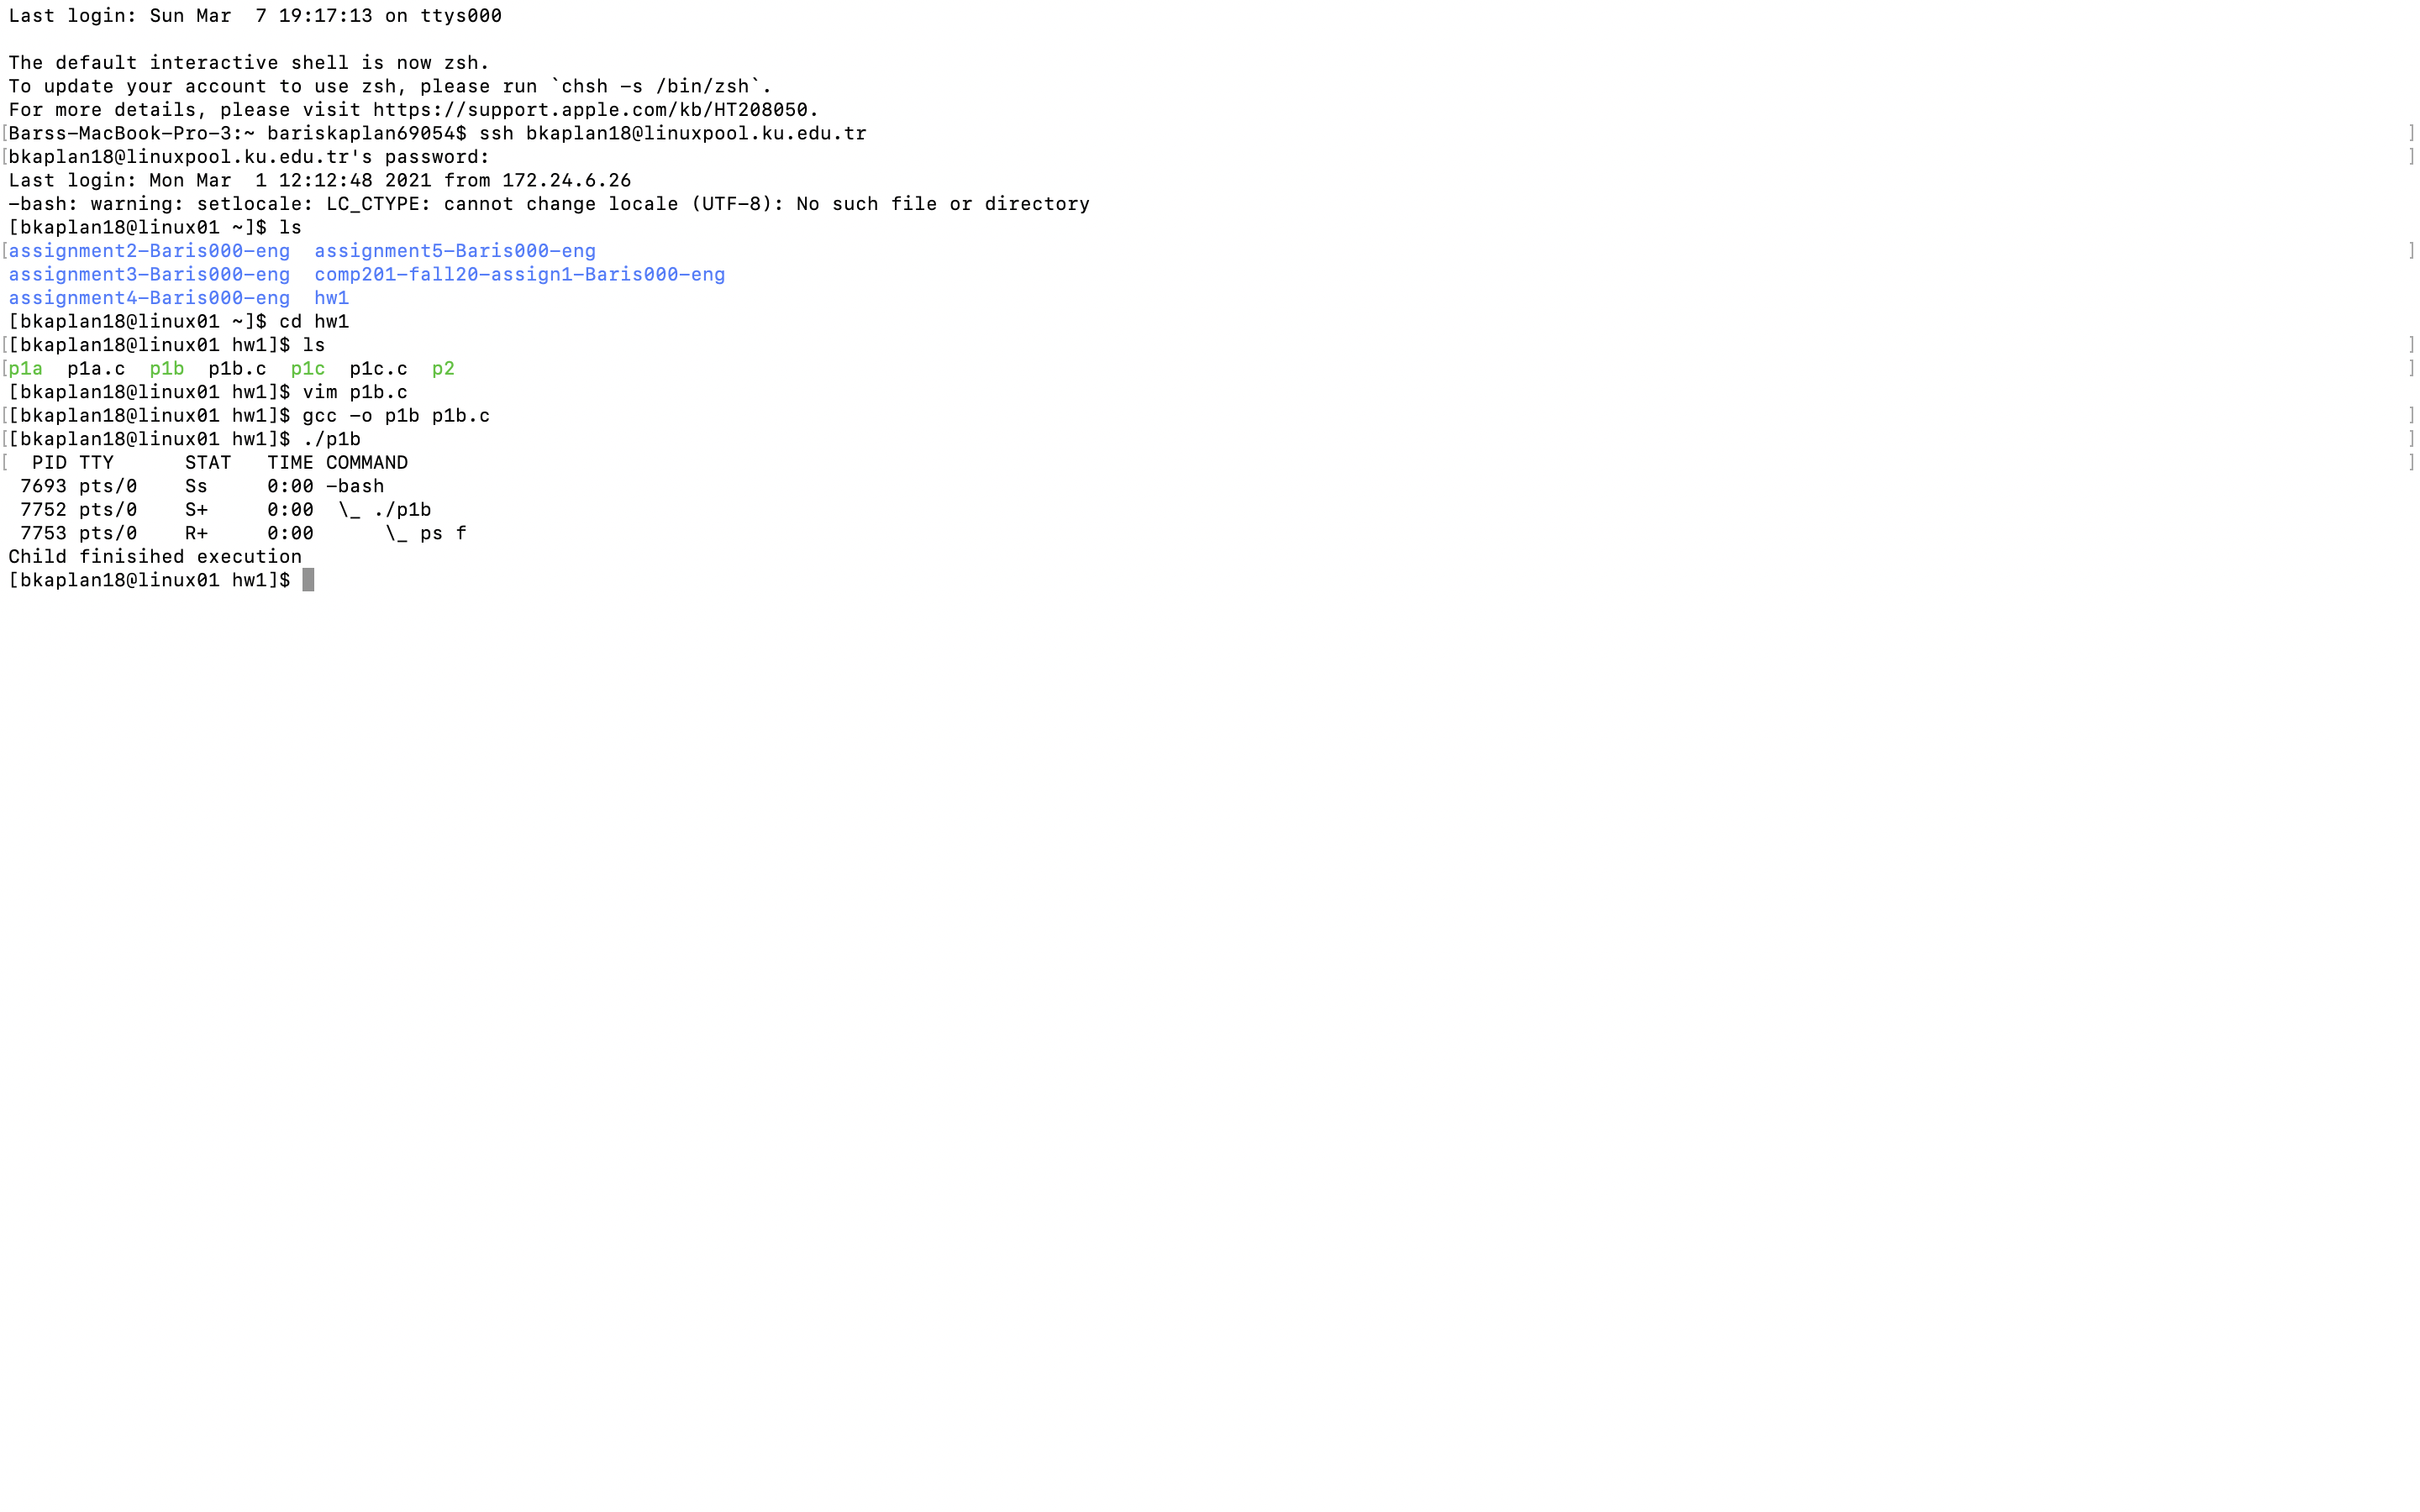 Last login: Sun Mar  7 19:17:13 on ttys000

The default interactive shell is now zsh.
To update your account to use zsh, please run `chsh -s /bin/zsh`.
For more details, please visit https://support.apple.com/kb/HT208050.
[Barss-MacBook-Pro-3:~ bariskaplan69054$ ssh bkaplan18@linuxpool.ku.edu.tr ]
[bkaplan18@linuxpool.ku.edu.tr's password: ]
Last login: Mon Mar  1 12:12:48 2021 from 172.24.6.26
-bash: warning: setlocale: LC_CTYPE: cannot change locale (UTF-8): No such file or directory
[bkaplan18@linux01 ~]$ ls
[assignment2-Baris000-eng  assignment5-Baris000-eng ]
assignment3-Baris000-eng  comp201-fall20-assign1-Baris000-eng
assignment4-Baris000-eng  hw1
[bkaplan18@linux01 ~]$ cd hw1
[[bkaplan18@linux01 hw1]$ ls ]
[p1a  p1a.c  p1b  p1b.c  p1c  p1c.c  p2 ]
[bkaplan18@linux01 hw1]$ vim p1b.c
[[bkaplan18@linux01 hw1]$ gcc -o p1b p1b.c ]
[[bkaplan18@linux01 hw1]$ ./p1b ]
[  PID TTY      STAT   TIME COMMAND ]
 7693 pts/0    Ss     0:00 -bash
 7752 pts/0    S+     0:00  \_ ./p1b
 7753 pts/0    R+     0:00      \_ ps f
Child finisihed execution
[bkaplan18@linux01 hw1]$